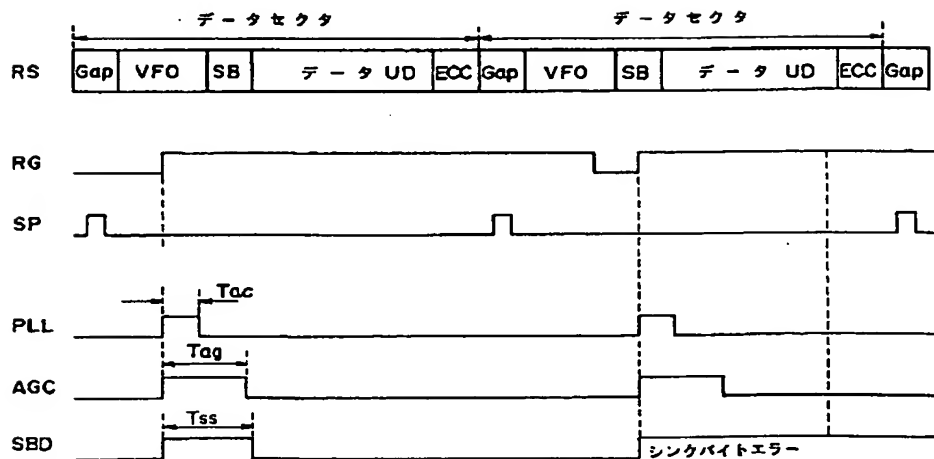 データセクタ データセクタ
RS Gap VFO SB データ UD ECC Gap VFO SB データ UD ECC Gap
RG
SP
Tac
PLL
Tag
AGC
Tss
SBD シンクバイトエラー